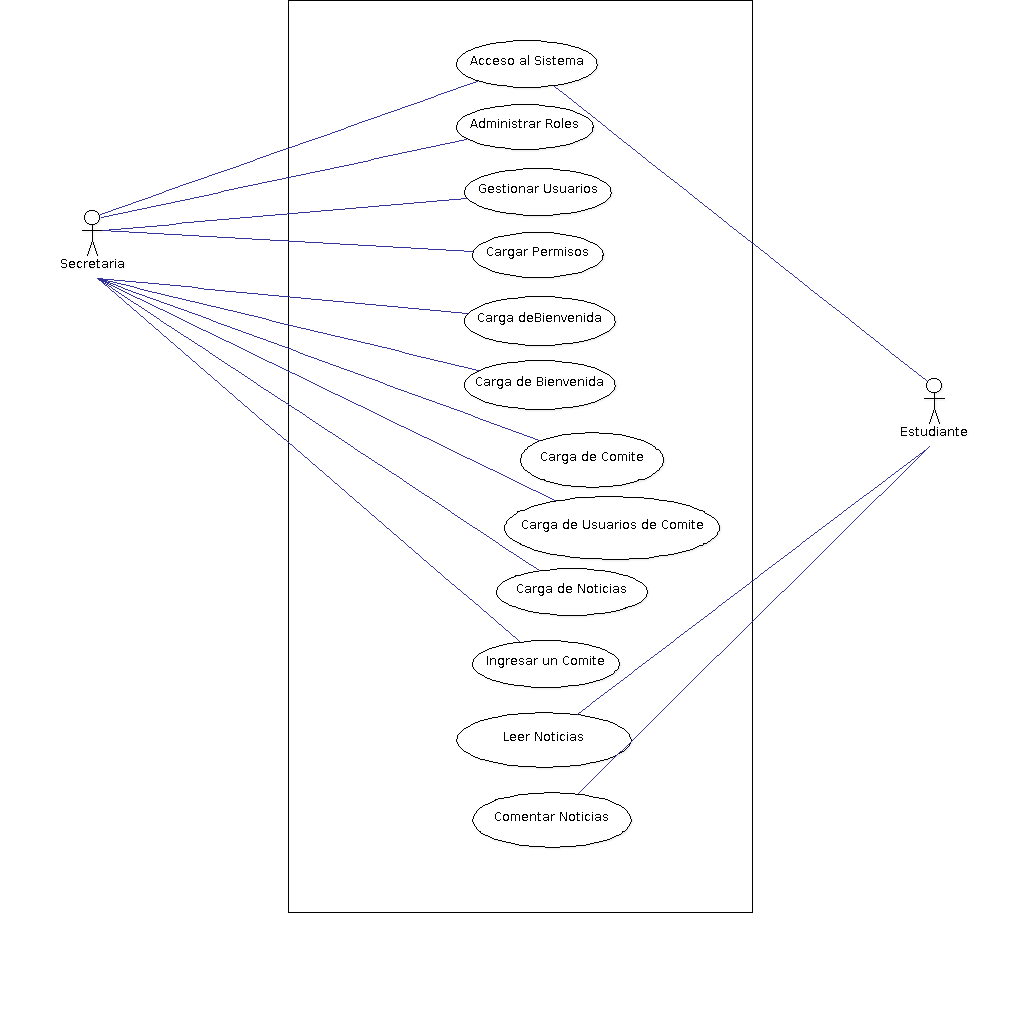 Acceso al Sistema
Administrar Roles
Gestionar Usuarios
Cargar Permisos
Secretaria
Carga deBienvenida
Carga de Bienvenida
Estudiante
Carga de Comite
Carga de Usuarios de Comite
Carga de Noticias
Ingresar un Comite
Leer Noticias
Comentar Noticias